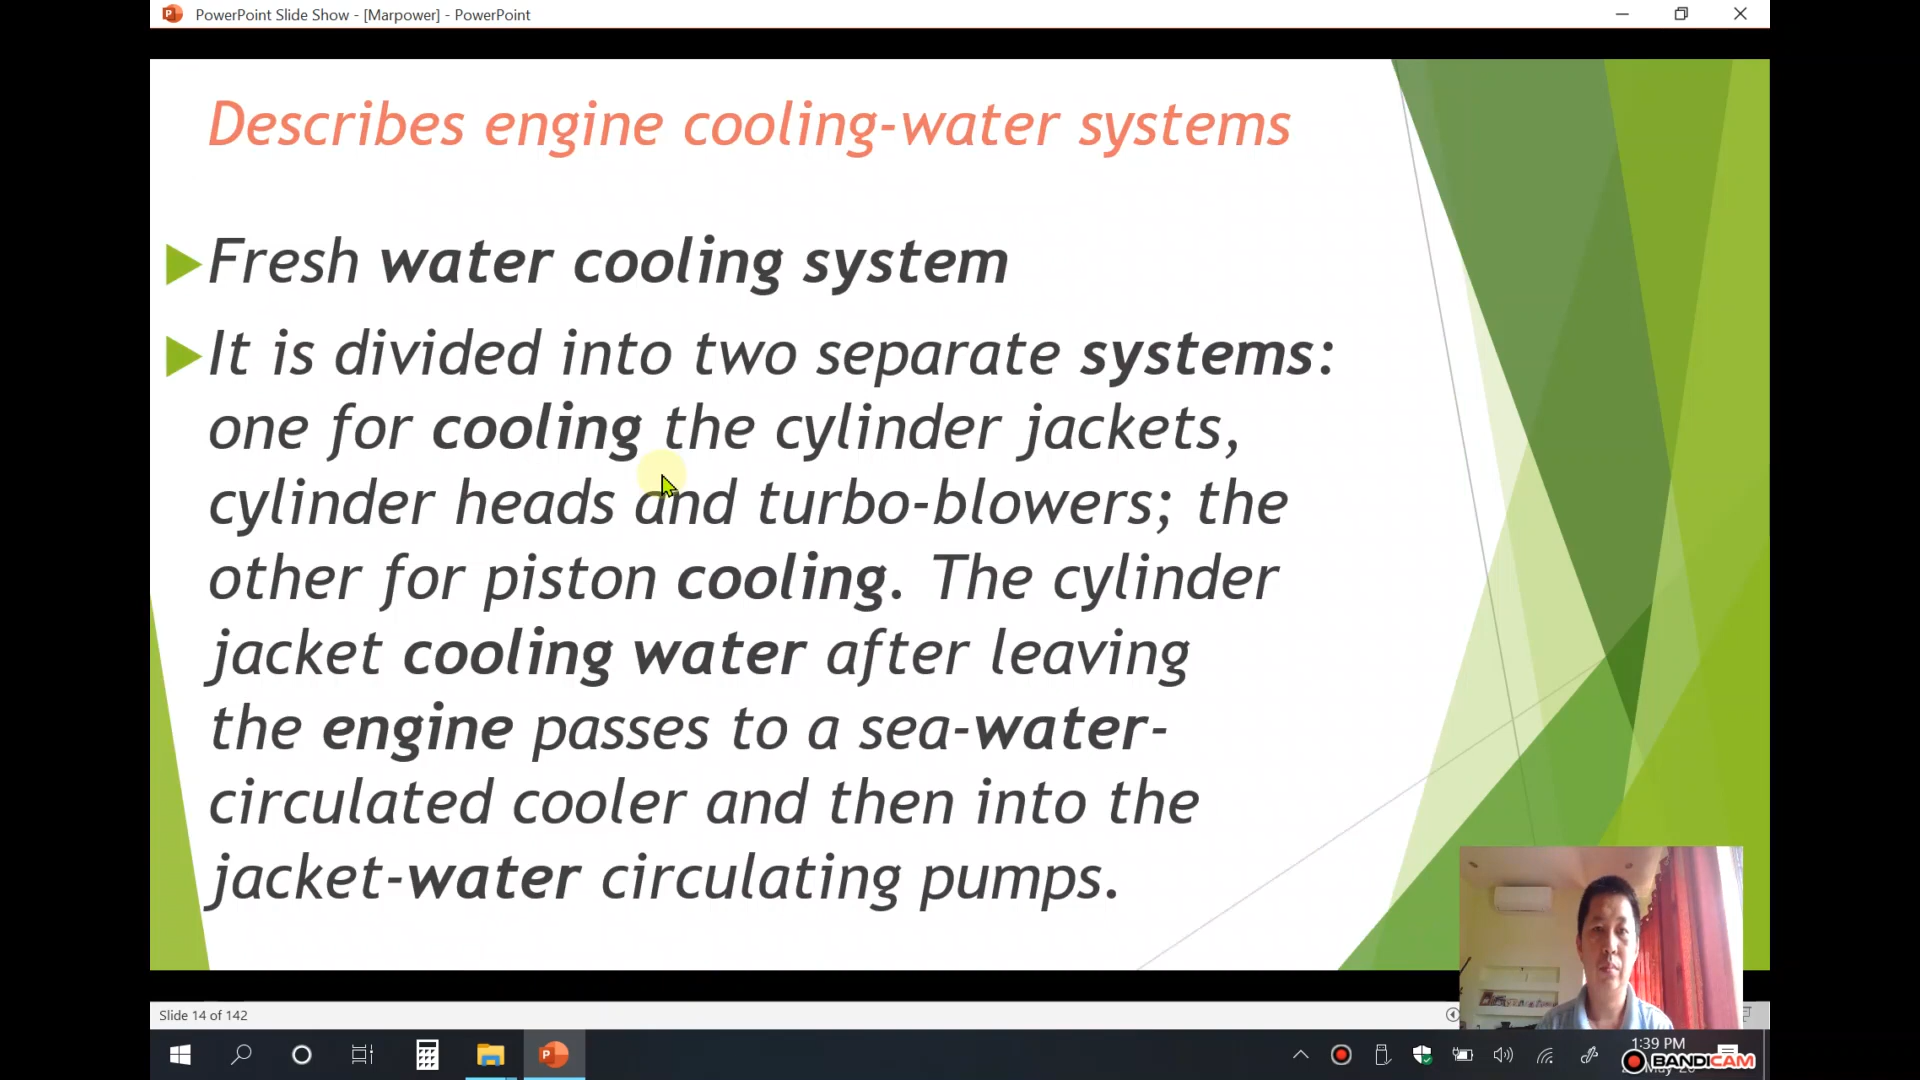 PowerPoint Slide Show - [Marpower] - PowerPoint
Describes engine cooling-water systems
Fresh water cooling system
It is divided into two separate systems:
one for cooling the cylinder jackets,
cylinder heads and turbo-blowers; the
other for piston cooling. The cylinder
jacket cooling water after leaving
the engine passes to a sea-water-
circulated cooler and then into the
jacket-water circulating pumps.
Slide 14 of 142
1:39 PM
BANDICAM